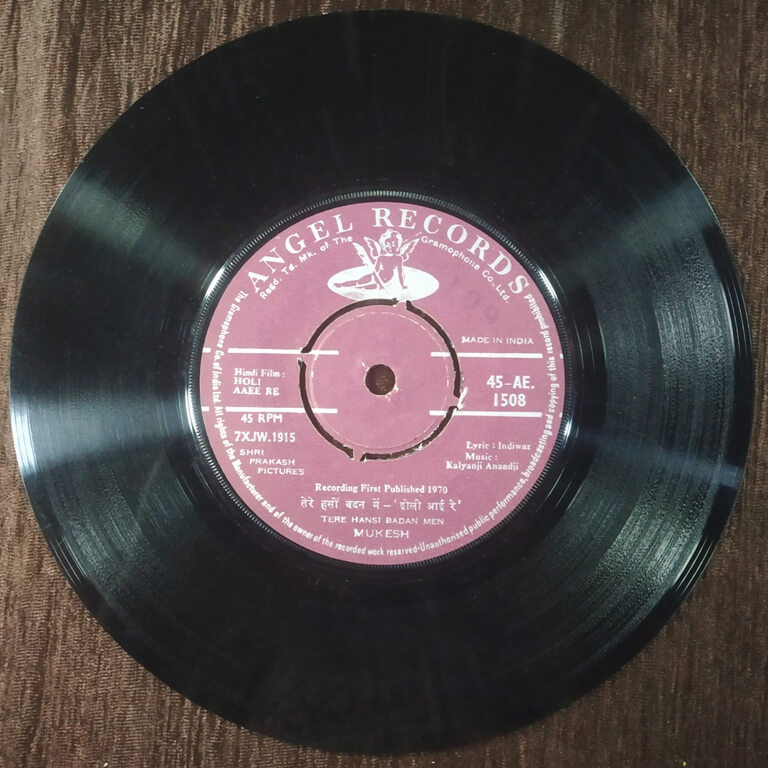 ANGEL RECORDS
Regd. Td. Mk. of The Gramophone Co., Ltd.
MADE IN INDIA
Hindi Film :
HOLI
AAEE RE
45-AE.
1508
45 RPM
7XJW.1915
SHRI
PRAKASH
PICTURES
Lyric : Indiwar
Music :
Kalyanji Anandji
Recording First Published 1970
तेरे हसीं बदन में - 'होली आई रे'
TERE HANSI BADAN MEN
MUKESH
The Gramophone Co. of India Ltd. All rights of the Manufacturer and of the owner of the recorded work reserved-Unauthorised public performance, broadcasting and copying of this record prohibited